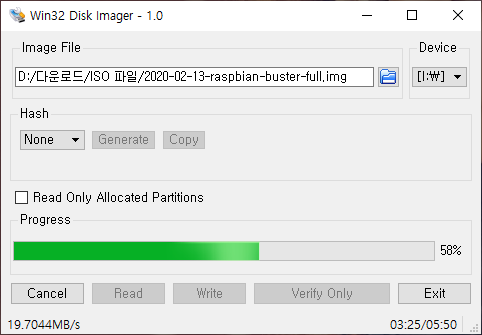 Win32 Disk Imager - 1.0
Image File
Device
D:/다운로드/ISO 파일/2020-02-13-raspbian-buster-full.img
[I:₩]
Hash
None
Generate
Copy
Read Only Allocated Partitions
Progress
58%
Cancel
Read
Write
Verify Only
Exit
19.7044MB/s
03:25/05:50